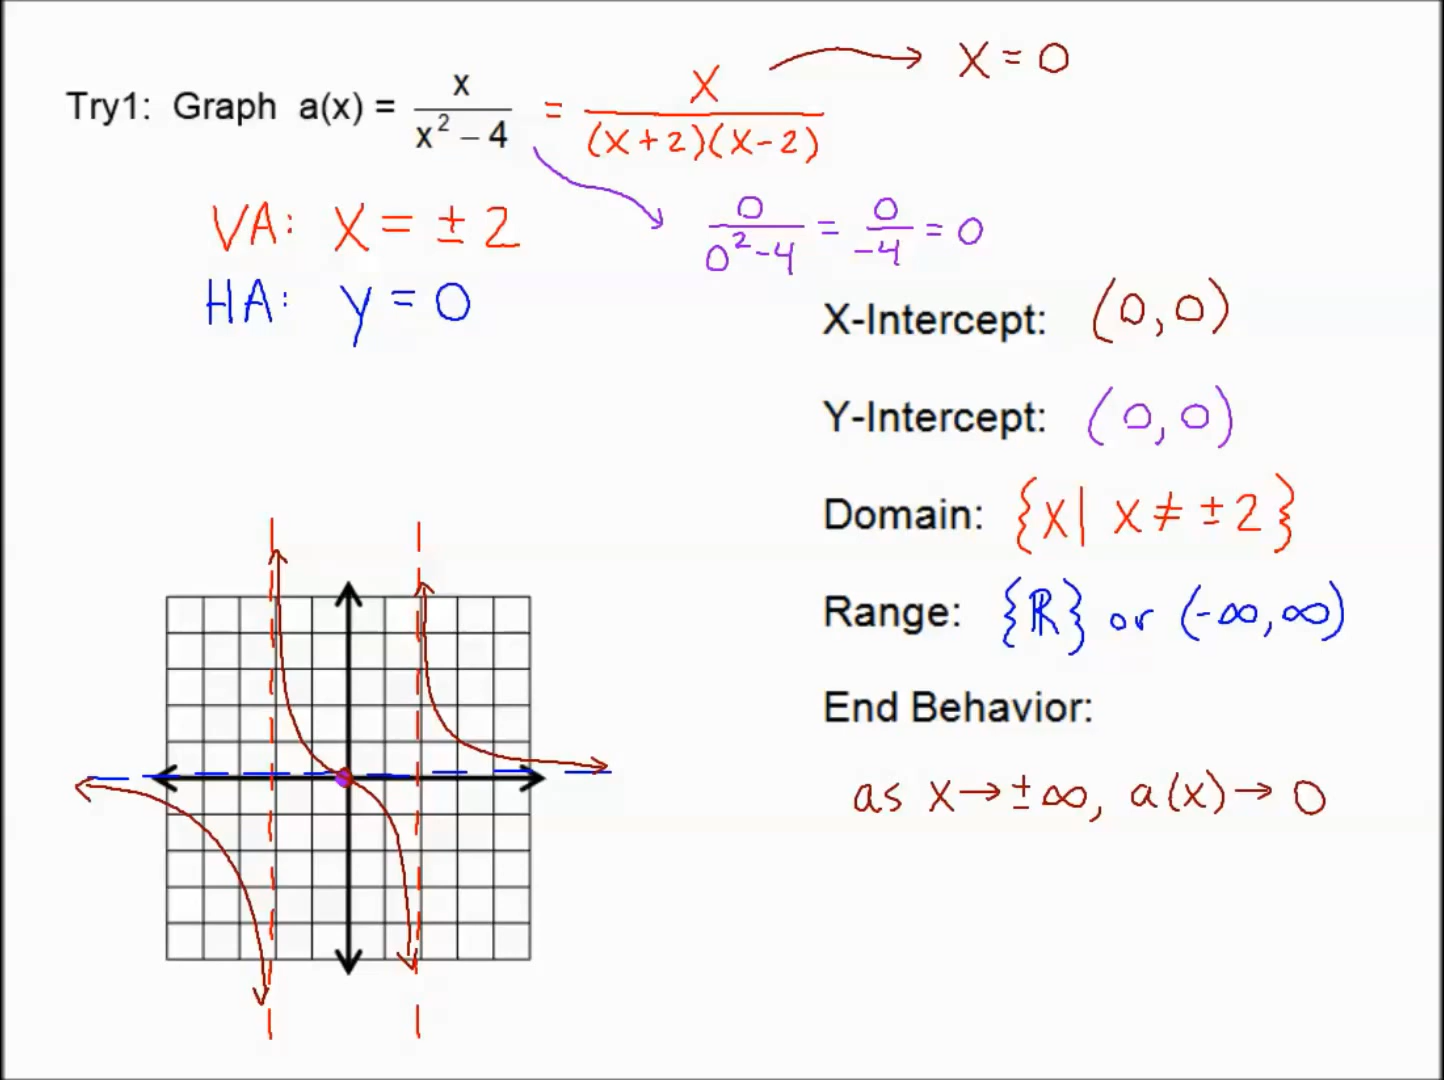 Try1: Graph a(x) = x / (x² – 4) = x / ((x+2)(x-2)) → x = 0
VA: x = ± 2
0 / (0²-4) = 0 / -4 = 0
HA: y = 0
X-Intercept: (0,0)
Y-Intercept: (0,0)
Domain: {x| x ≠ ±2}
Range: {ℝ} or (-∞,∞)
End Behavior:
as x→±∞, a(x)→ 0